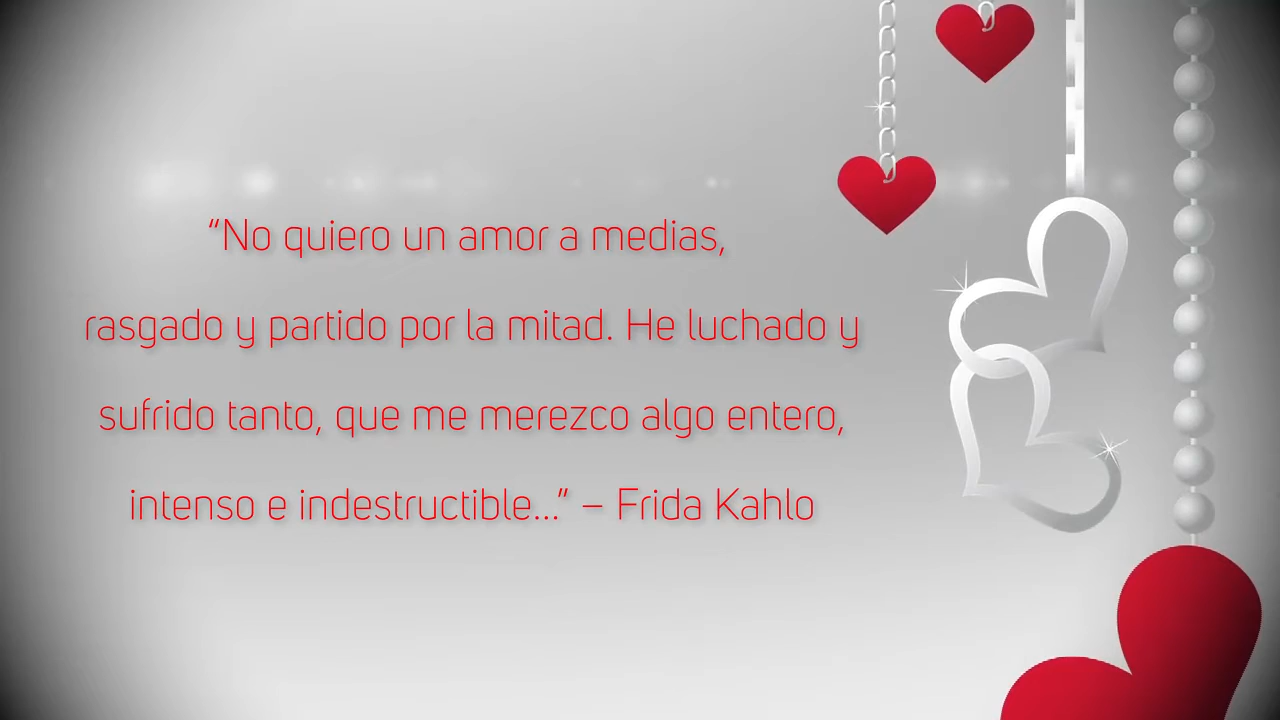 “No quiero un amor a medias,
rasgado y partido por la mitad. He luchado y
sufrido tanto, que me merezco algo entero,
intenso e indestructible...” – Frida Kahlo